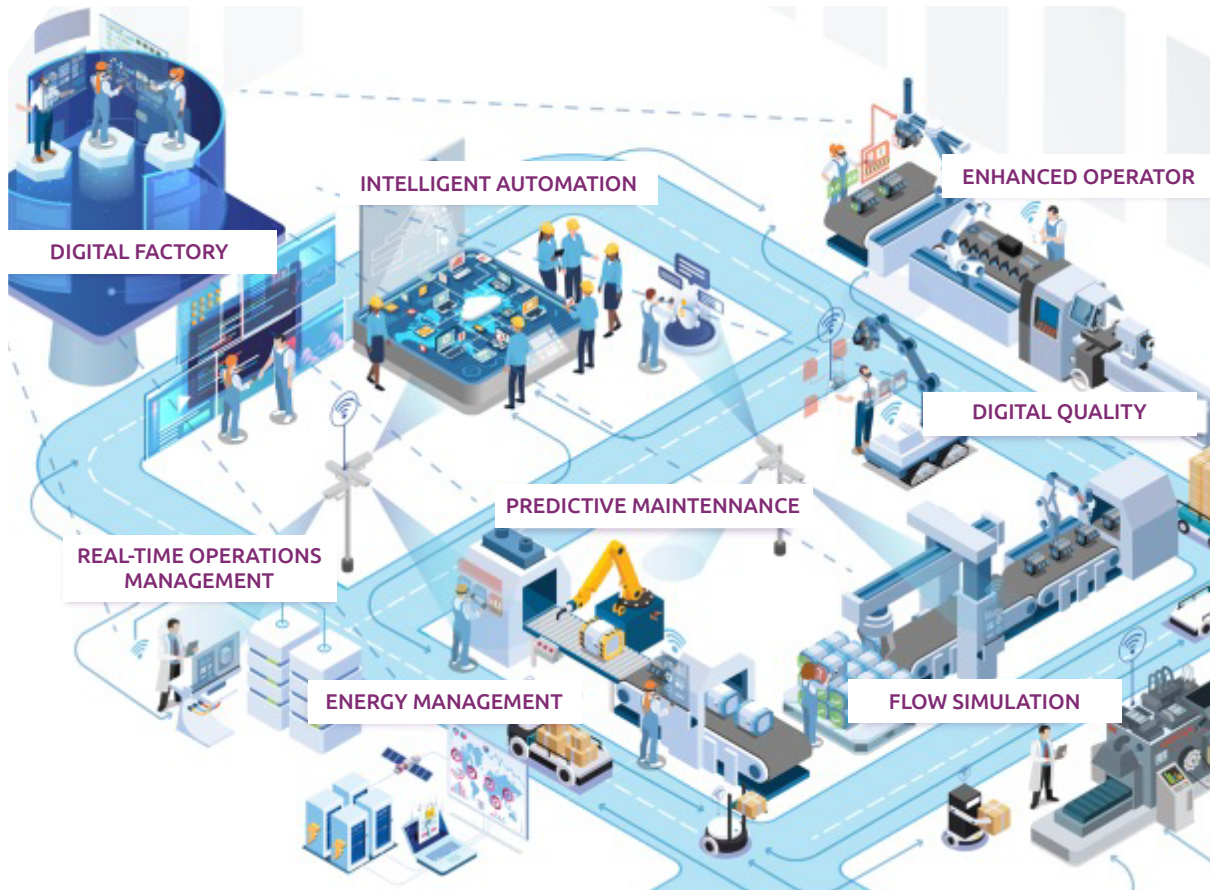 INTELLIGENT AUTOMATION
ENHANCED OPERATOR
DIGITAL FACTORY
DIGITAL QUALITY
PREDICTIVE MAINTENNANCE
REAL-TIME OPERATIONS
MANAGEMENT
ENERGY MANAGEMENT
FLOW SIMULATION